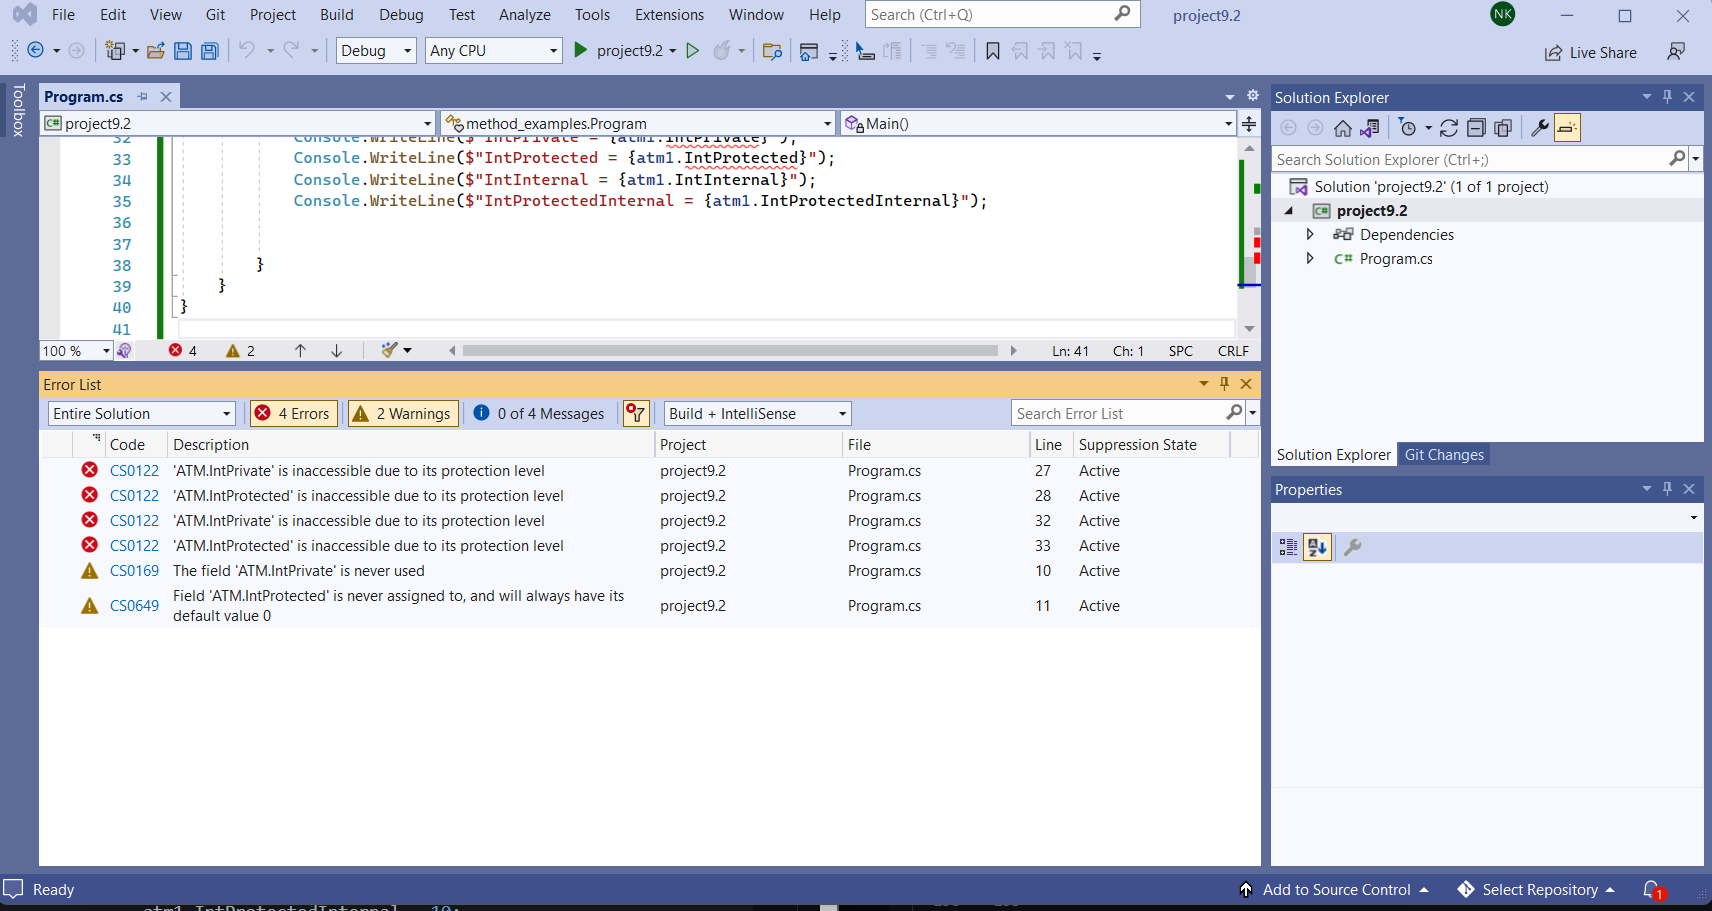 File Edit View Git Project Build Debug Test Analyze Tools Extensions Window Help Search (Ctrl+Q) project9.2 NK
Debug Any CPU project9.2 Live Share
Toolbox
Program.cs
project9.2 method_examples.Program Main()
32 Console.WriteLine($"IntPrivate = {atm1.IntPrivate}");
33 Console.WriteLine($"IntProtected = {atm1.IntProtected}");
34 Console.WriteLine($"IntInternal = {atm1.IntInternal}");
35 Console.WriteLine($"IntProtectedInternal = {atm1.IntProtectedInternal}");
36
37
38 }
39 }
40 }
41
100 % 4 2 Ln: 41 Ch: 1 SPC CRLF
Error List
Entire Solution 4 Errors 2 Warnings 0 of 4 Messages Build + IntelliSense Search Error List
Code Description Project File Line Suppression State
CS0122 'ATM.IntPrivate' is inaccessible due to its protection level project9.2 Program.cs 27 Active
CS0122 'ATM.IntProtected' is inaccessible due to its protection level project9.2 Program.cs 28 Active
CS0122 'ATM.IntPrivate' is inaccessible due to its protection level project9.2 Program.cs 32 Active
CS0122 'ATM.IntProtected' is inaccessible due to its protection level project9.2 Program.cs 33 Active
CS0169 The field 'ATM.IntPrivate' is never used project9.2 Program.cs 10 Active
CS0649 Field 'ATM.IntProtected' is never assigned to, and will always have its project9.2 Program.cs 11 Active
default value 0
Solution Explorer
Search Solution Explorer (Ctrl+;)
Solution 'project9.2' (1 of 1 project)
C# project9.2
Dependencies
C# Program.cs
Solution Explorer Git Changes
Properties
Ready Add to Source Control Select Repository 1
atm1.IntProtectedInternal = 10;